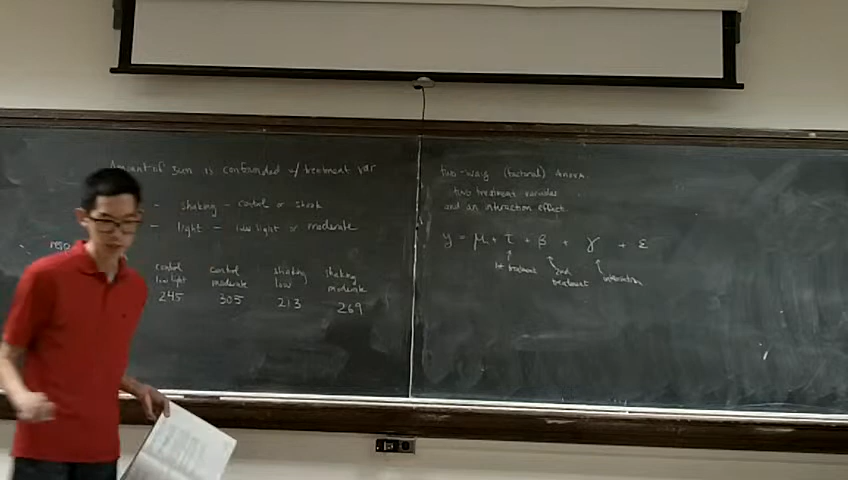 Amount of sun is confounded w/ treatment var
- shaking - control or shook
- light - low light or moderate
resp
control control shaking shaking
low light moderate low moderate
245 305 213 269
two-way (factorial) Anova
two treatment variables
and an interaction effect.
y = μ + τ + β + γ + ε
1st treatment 2nd treatment interaction